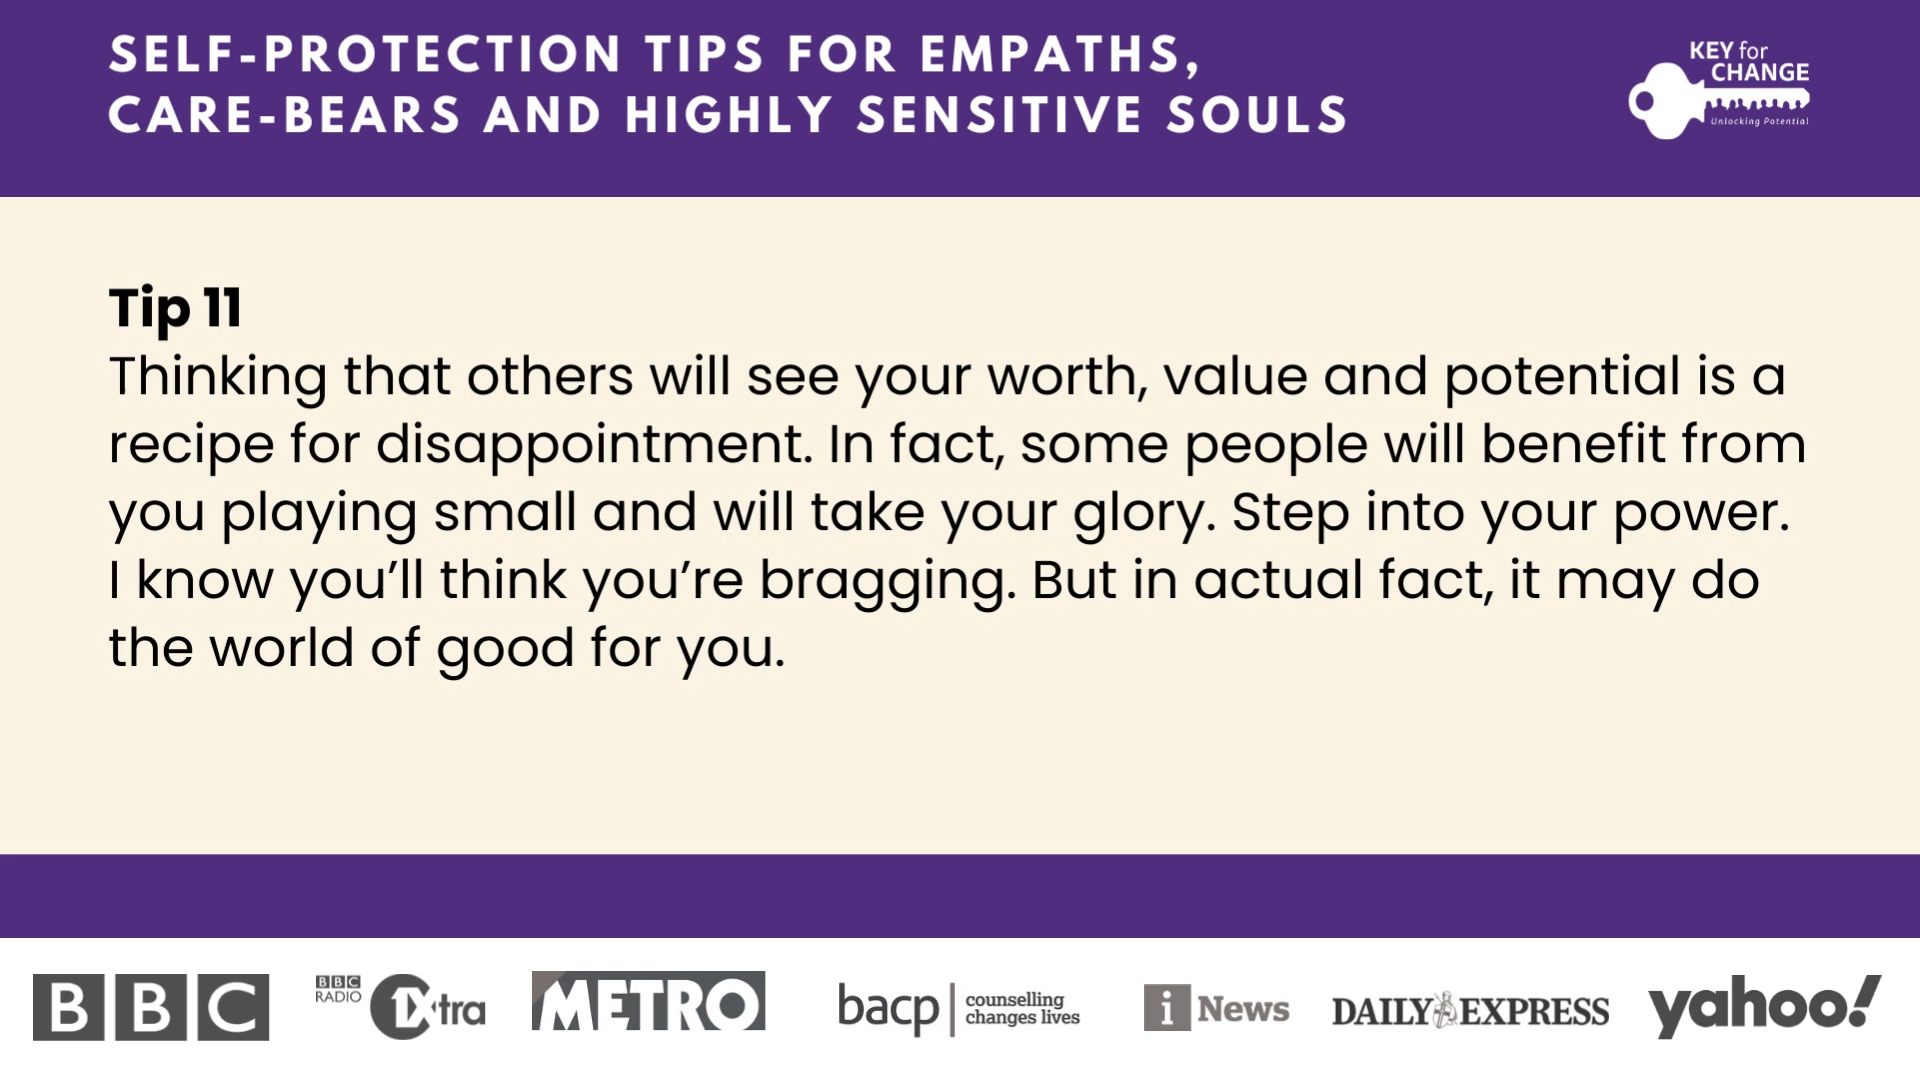 SELF-PROTECTION TIPS FOR EMPATHS,
CARE-BEARS AND HIGHLY SENSITIVE SOULS
KEY for
CHANGE
Unlocking Potential
Tip 11
Thinking that others will see your worth, value and potential is a
recipe for disappointment. In fact, some people will benefit from
you playing small and will take your glory. Step into your power.
I know you’ll think you’re bragging. But in actual fact, it may do
the world of good for you.
BBC
BBC
RADIO
1Xtra
METRO
bacp
counselling
changes lives
i News
DAILY EXPRESS
yahoo!